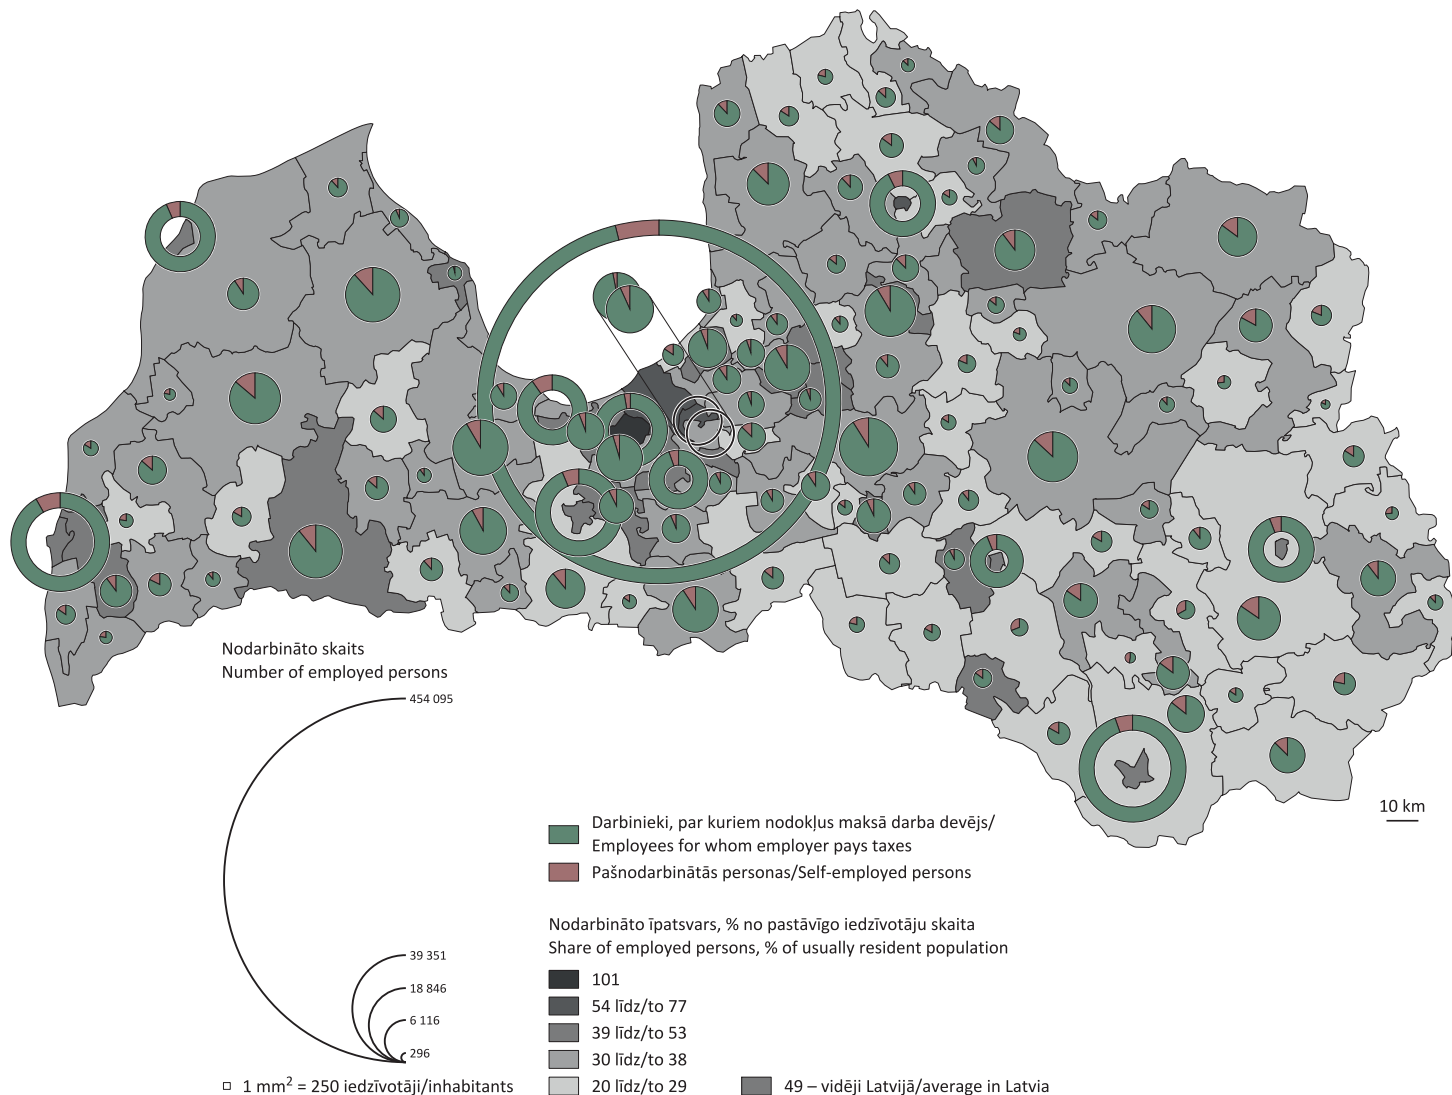 Nodarbināto skaits
Number of employed persons
454 095
39 351
18 846
6 116
296
1 mm² = 250 iedzīvotāji/inhabitants
10 km
Darbinieki, par kuriem nodokļus maksā darba devējs/
Employees for whom employer pays taxes
Pašnodarbinātās personas/Self-employed persons
Nodarbināto īpatsvars, % no pastāvīgo iedzīvotāju skaita
Share of employed persons, % of usually resident population
101
54 līdz/to 77
39 līdz/to 53
30 līdz/to 38
20 līdz/to 29
49 – vidēji Latvijā/average in Latvia